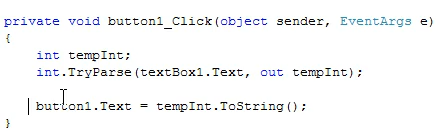 private void button1_Click(object sender, EventArgs e)
{
int tempInt;
int.TryParse(textBox1.Text, out tempInt);
button1.Text = tempInt.ToString();
}